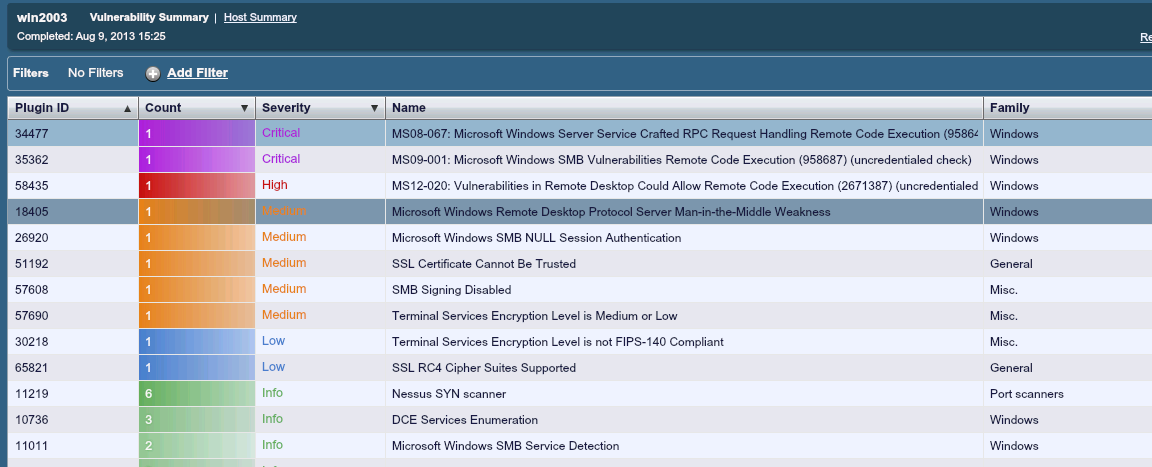 win2003 Vulnerability Summary | Host Summary
Completed: Aug 9, 2013 15:25
Re
Filters No Filters Add Filter
Plugin ID Count Severity Name Family
34477 1 Critical MS08-067: Microsoft Windows Server Service Crafted RPC Request Handling Remote Code Execution (95864 Windows
35362 1 Critical MS09-001: Microsoft Windows SMB Vulnerabilities Remote Code Execution (958687) (uncredentialed check) Windows
58435 1 High MS12-020: Vulnerabilities in Remote Desktop Could Allow Remote Code Execution (2671387) (uncredentialed Windows
18405 1 Medium Microsoft Windows Remote Desktop Protocol Server Man-in-the-Middle Weakness Windows
26920 1 Medium Microsoft Windows SMB NULL Session Authentication Windows
51192 1 Medium SSL Certificate Cannot Be Trusted General
57608 1 Medium SMB Signing Disabled Misc.
57690 1 Medium Terminal Services Encryption Level is Medium or Low Misc.
30218 1 Low Terminal Services Encryption Level is not FIPS-140 Compliant Misc.
65821 1 Low SSL RC4 Cipher Suites Supported General
11219 6 Info Nessus SYN scanner Port scanners
10736 3 Info DCE Services Enumeration Windows
11011 2 Info Microsoft Windows SMB Service Detection Windows